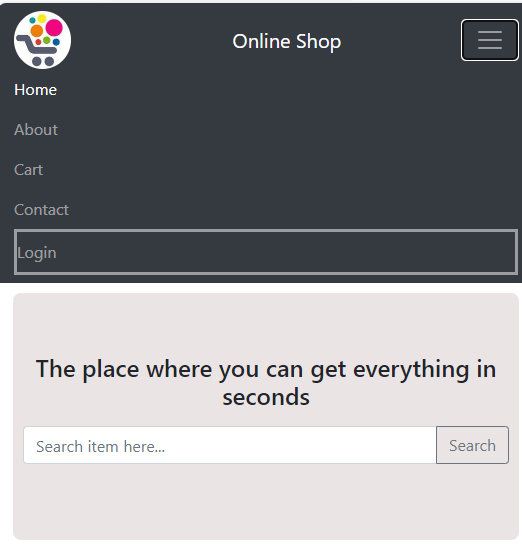 Online Shop
Home
About
Cart
Contact
Login
The place where you can get everything in
seconds
Search item here...
Search